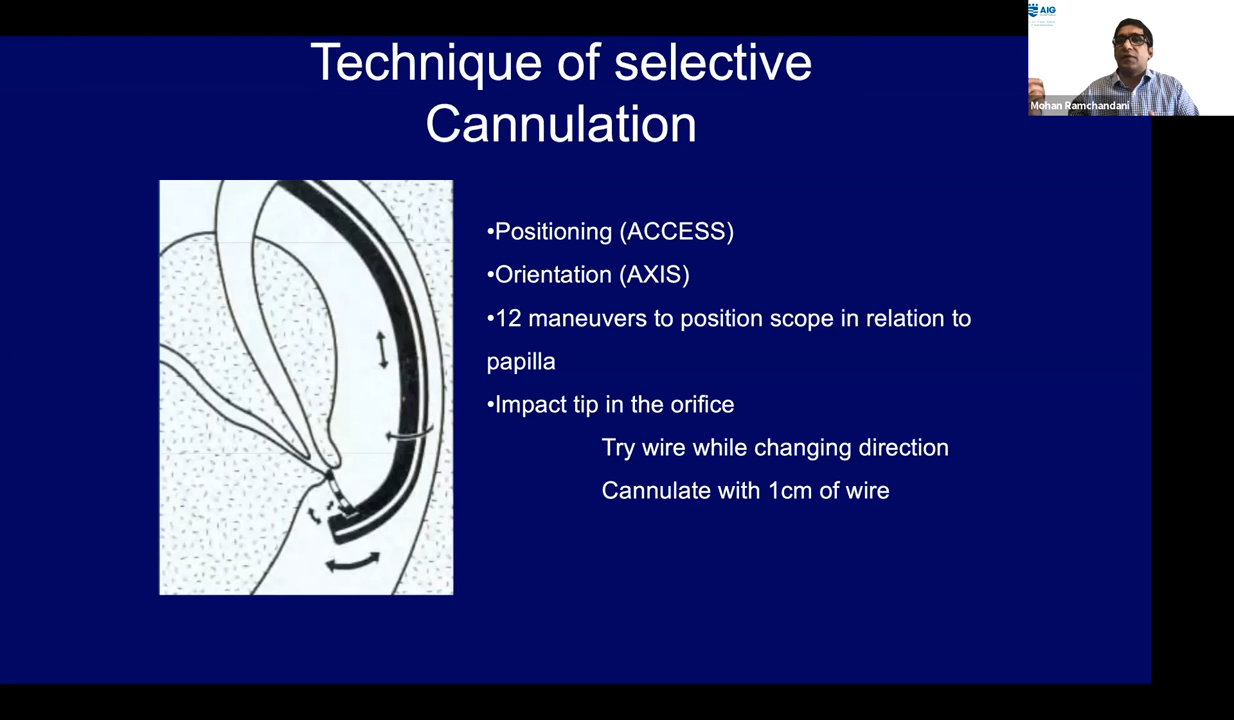 AIG
Mohan Ramchandani
Technique of selective
Cannulation
•Positioning (ACCESS)
•Orientation (AXIS)
•12 maneuvers to position scope in relation to
papilla
•Impact tip in the orifice
Try wire while changing direction
Cannulate with 1cm of wire